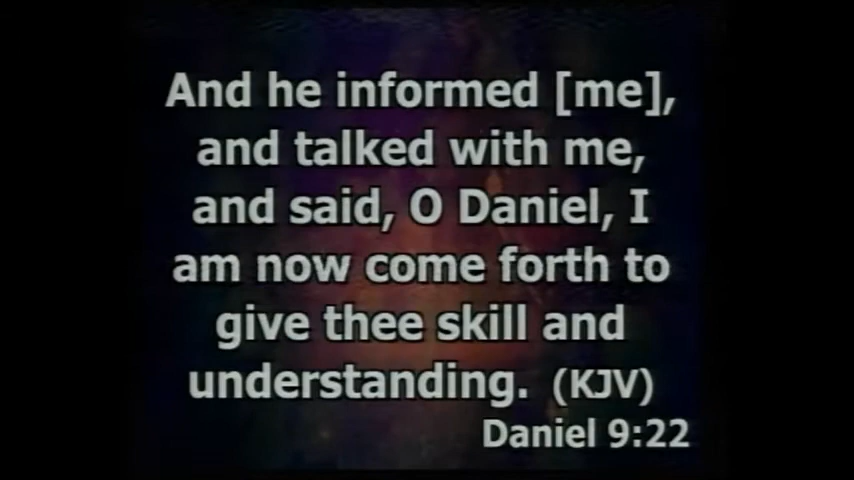 And he informed [me],
and talked with me,
and said, O Daniel, I
am now come forth to
give thee skill and
understanding. (KJV)
Daniel 9:22